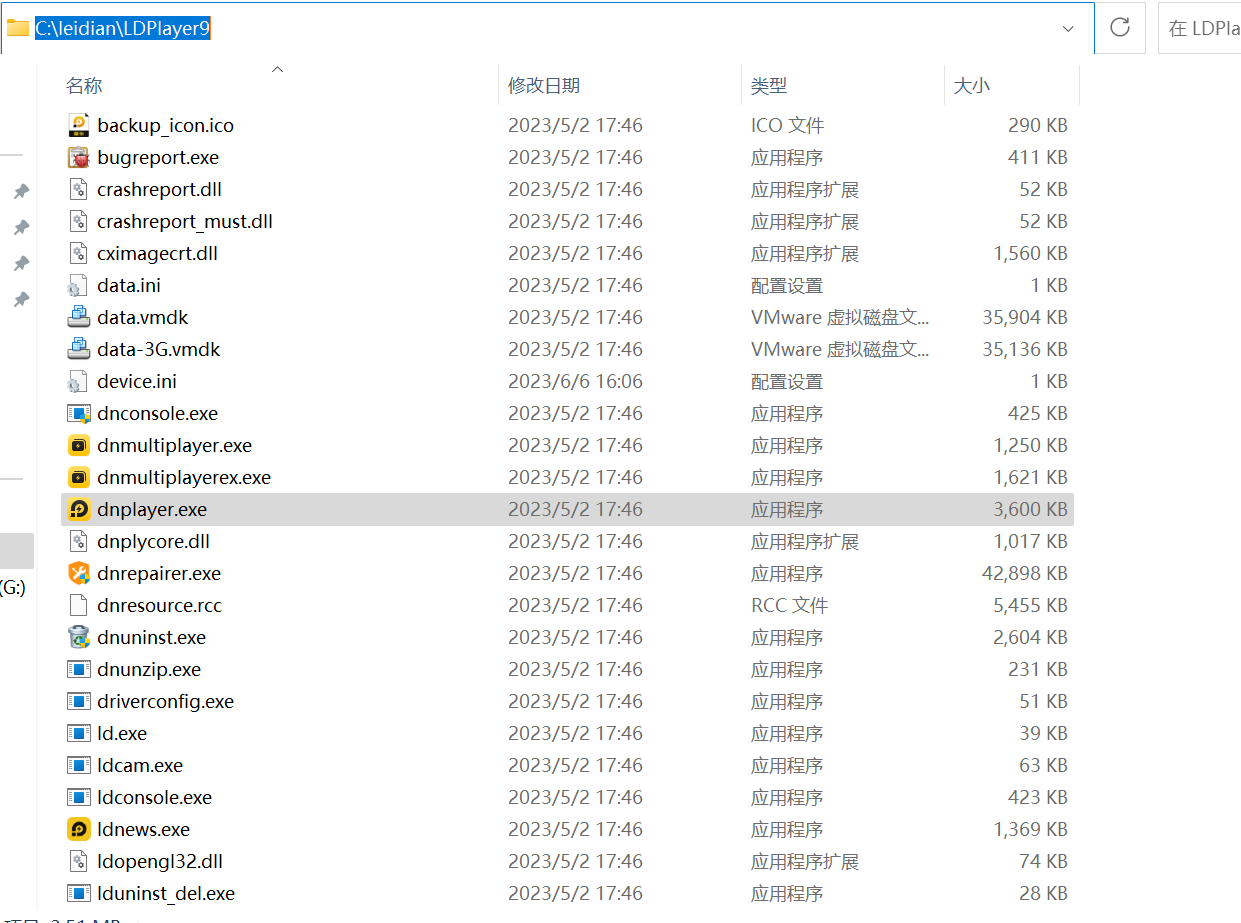 C:\leidian\LDPlayer9 在 LDPla
名称 修改日期 类型 大小
backup_icon.ico 2023/5/2 17:46 ICO 文件 290 KB
bugreport.exe 2023/5/2 17:46 应用程序 411 KB
crashreport.dll 2023/5/2 17:46 应用程序扩展 52 KB
crashreport_must.dll 2023/5/2 17:46 应用程序扩展 52 KB
cximagecrt.dll 2023/5/2 17:46 应用程序扩展 1,560 KB
data.ini 2023/5/2 17:46 配置设置 1 KB
data.vmdk 2023/5/2 17:46 VMware 虚拟磁盘文... 35,904 KB
data-3G.vmdk 2023/5/2 17:46 VMware 虚拟磁盘文... 35,136 KB
device.ini 2023/6/6 16:06 配置设置 1 KB
dnconsole.exe 2023/5/2 17:46 应用程序 425 KB
dnmultiplayer.exe 2023/5/2 17:46 应用程序 1,250 KB
dnmultiplayerex.exe 2023/5/2 17:46 应用程序 1,621 KB
dnplayer.exe 2023/5/2 17:46 应用程序 3,600 KB
dnplycore.dll 2023/5/2 17:46 应用程序扩展 1,017 KB
dnrepairer.exe 2023/5/2 17:46 应用程序 42,898 KB
(G:)
dnresource.rcc 2023/5/2 17:46 RCC 文件 5,455 KB
dnuninst.exe 2023/5/2 17:46 应用程序 2,604 KB
dnunzip.exe 2023/5/2 17:46 应用程序 231 KB
driverconfig.exe 2023/5/2 17:46 应用程序 51 KB
ld.exe 2023/5/2 17:46 应用程序 39 KB
ldcam.exe 2023/5/2 17:46 应用程序 63 KB
ldconsole.exe 2023/5/2 17:46 应用程序 423 KB
ldnews.exe 2023/5/2 17:46 应用程序 1,369 KB
ldopengl32.dll 2023/5/2 17:46 应用程序扩展 74 KB
lduninst_del.exe 2023/5/2 17:46 应用程序 28 KB